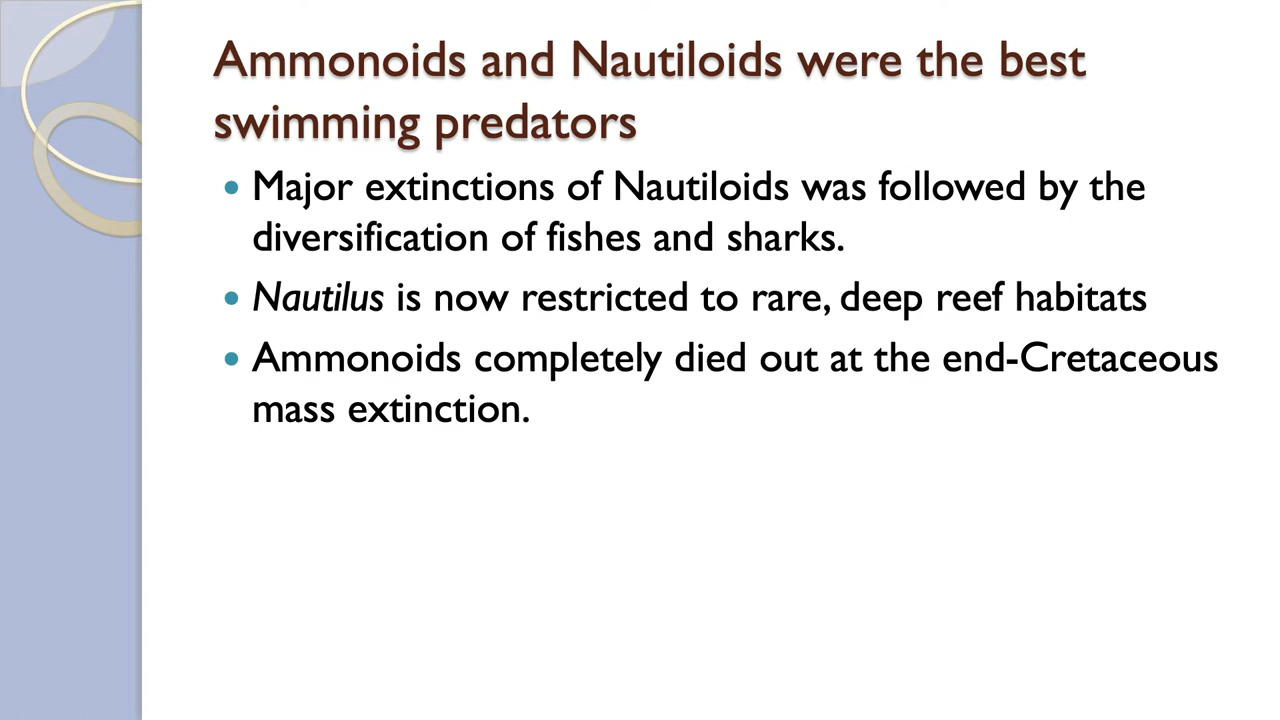 Ammonoids and Nautiloids were the best
swimming predators
• Major extinctions of Nautiloids was followed by the
diversification of fishes and sharks.
• Nautilus is now restricted to rare, deep reef habitats
• Ammonoids completely died out at the end-Cretaceous
mass extinction.